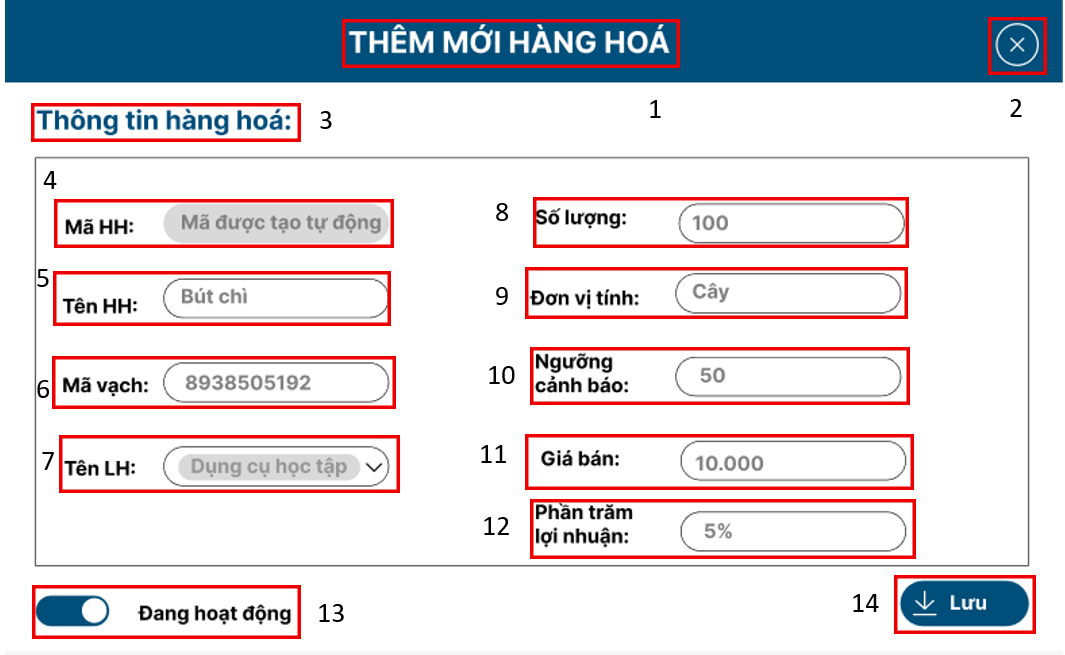 THÊM MỚI HÀNG HOÁ
1
2
Thông tin hàng hoá:
3
4
Mã HH: Mã được tạo tự động
5
Tên HH: Bút chì
6
Mã vạch: 8938505192
7
Tên LH: Dụng cụ học tập
8
Số lượng: 100
9
Đơn vị tính: Cây
10
Ngưỡng
cảnh báo: 50
11
Giá bán: 10.000
12
Phần trăm
lợi nhuận: 5%
Đang hoạt động
13
14
Lưu